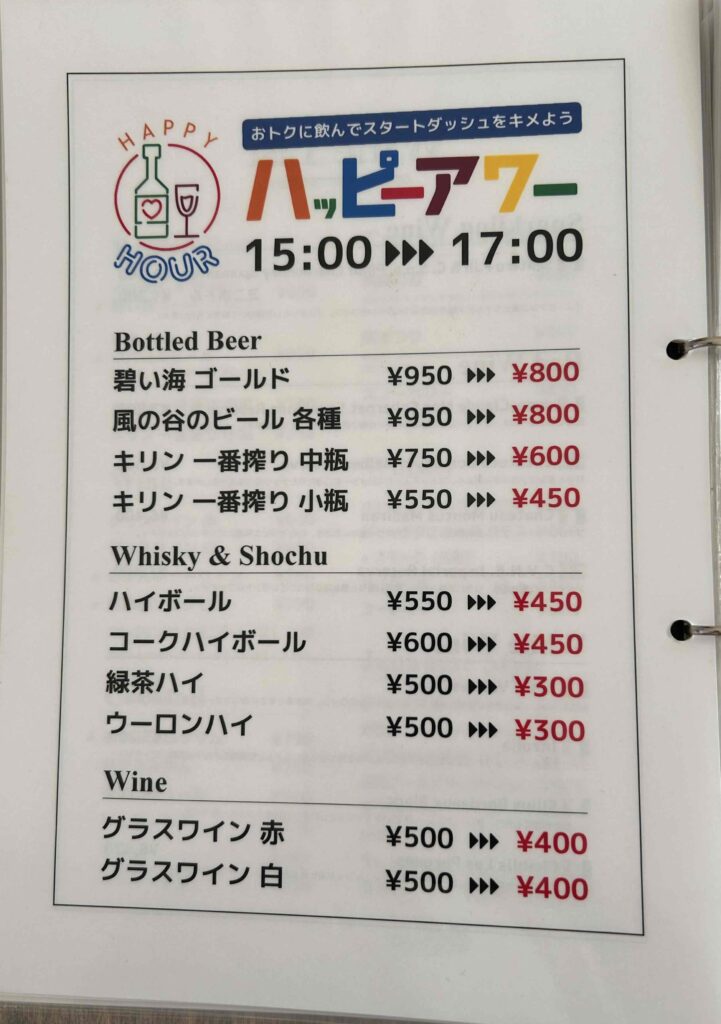 HAPPY
HOUR
おトクに飲んでスタートダッシュをキメよう
ハッピーアワー
15:00 17:00
Bottled Beer
碧い海 ゴールド ¥950 ¥800
風の谷のビール 各種 ¥950 ¥800
キリン 一番搾り 中瓶 ¥750 ¥600
キリン 一番搾り 小瓶 ¥550 ¥450
Whisky & Shochu
ハイボール ¥550 ¥450
コークハイボール ¥600 ¥450
緑茶ハイ ¥500 ¥300
ウーロンハイ ¥500 ¥300
Wine
グラスワイン 赤 ¥500 ¥400
グラスワイン 白 ¥500 ¥400